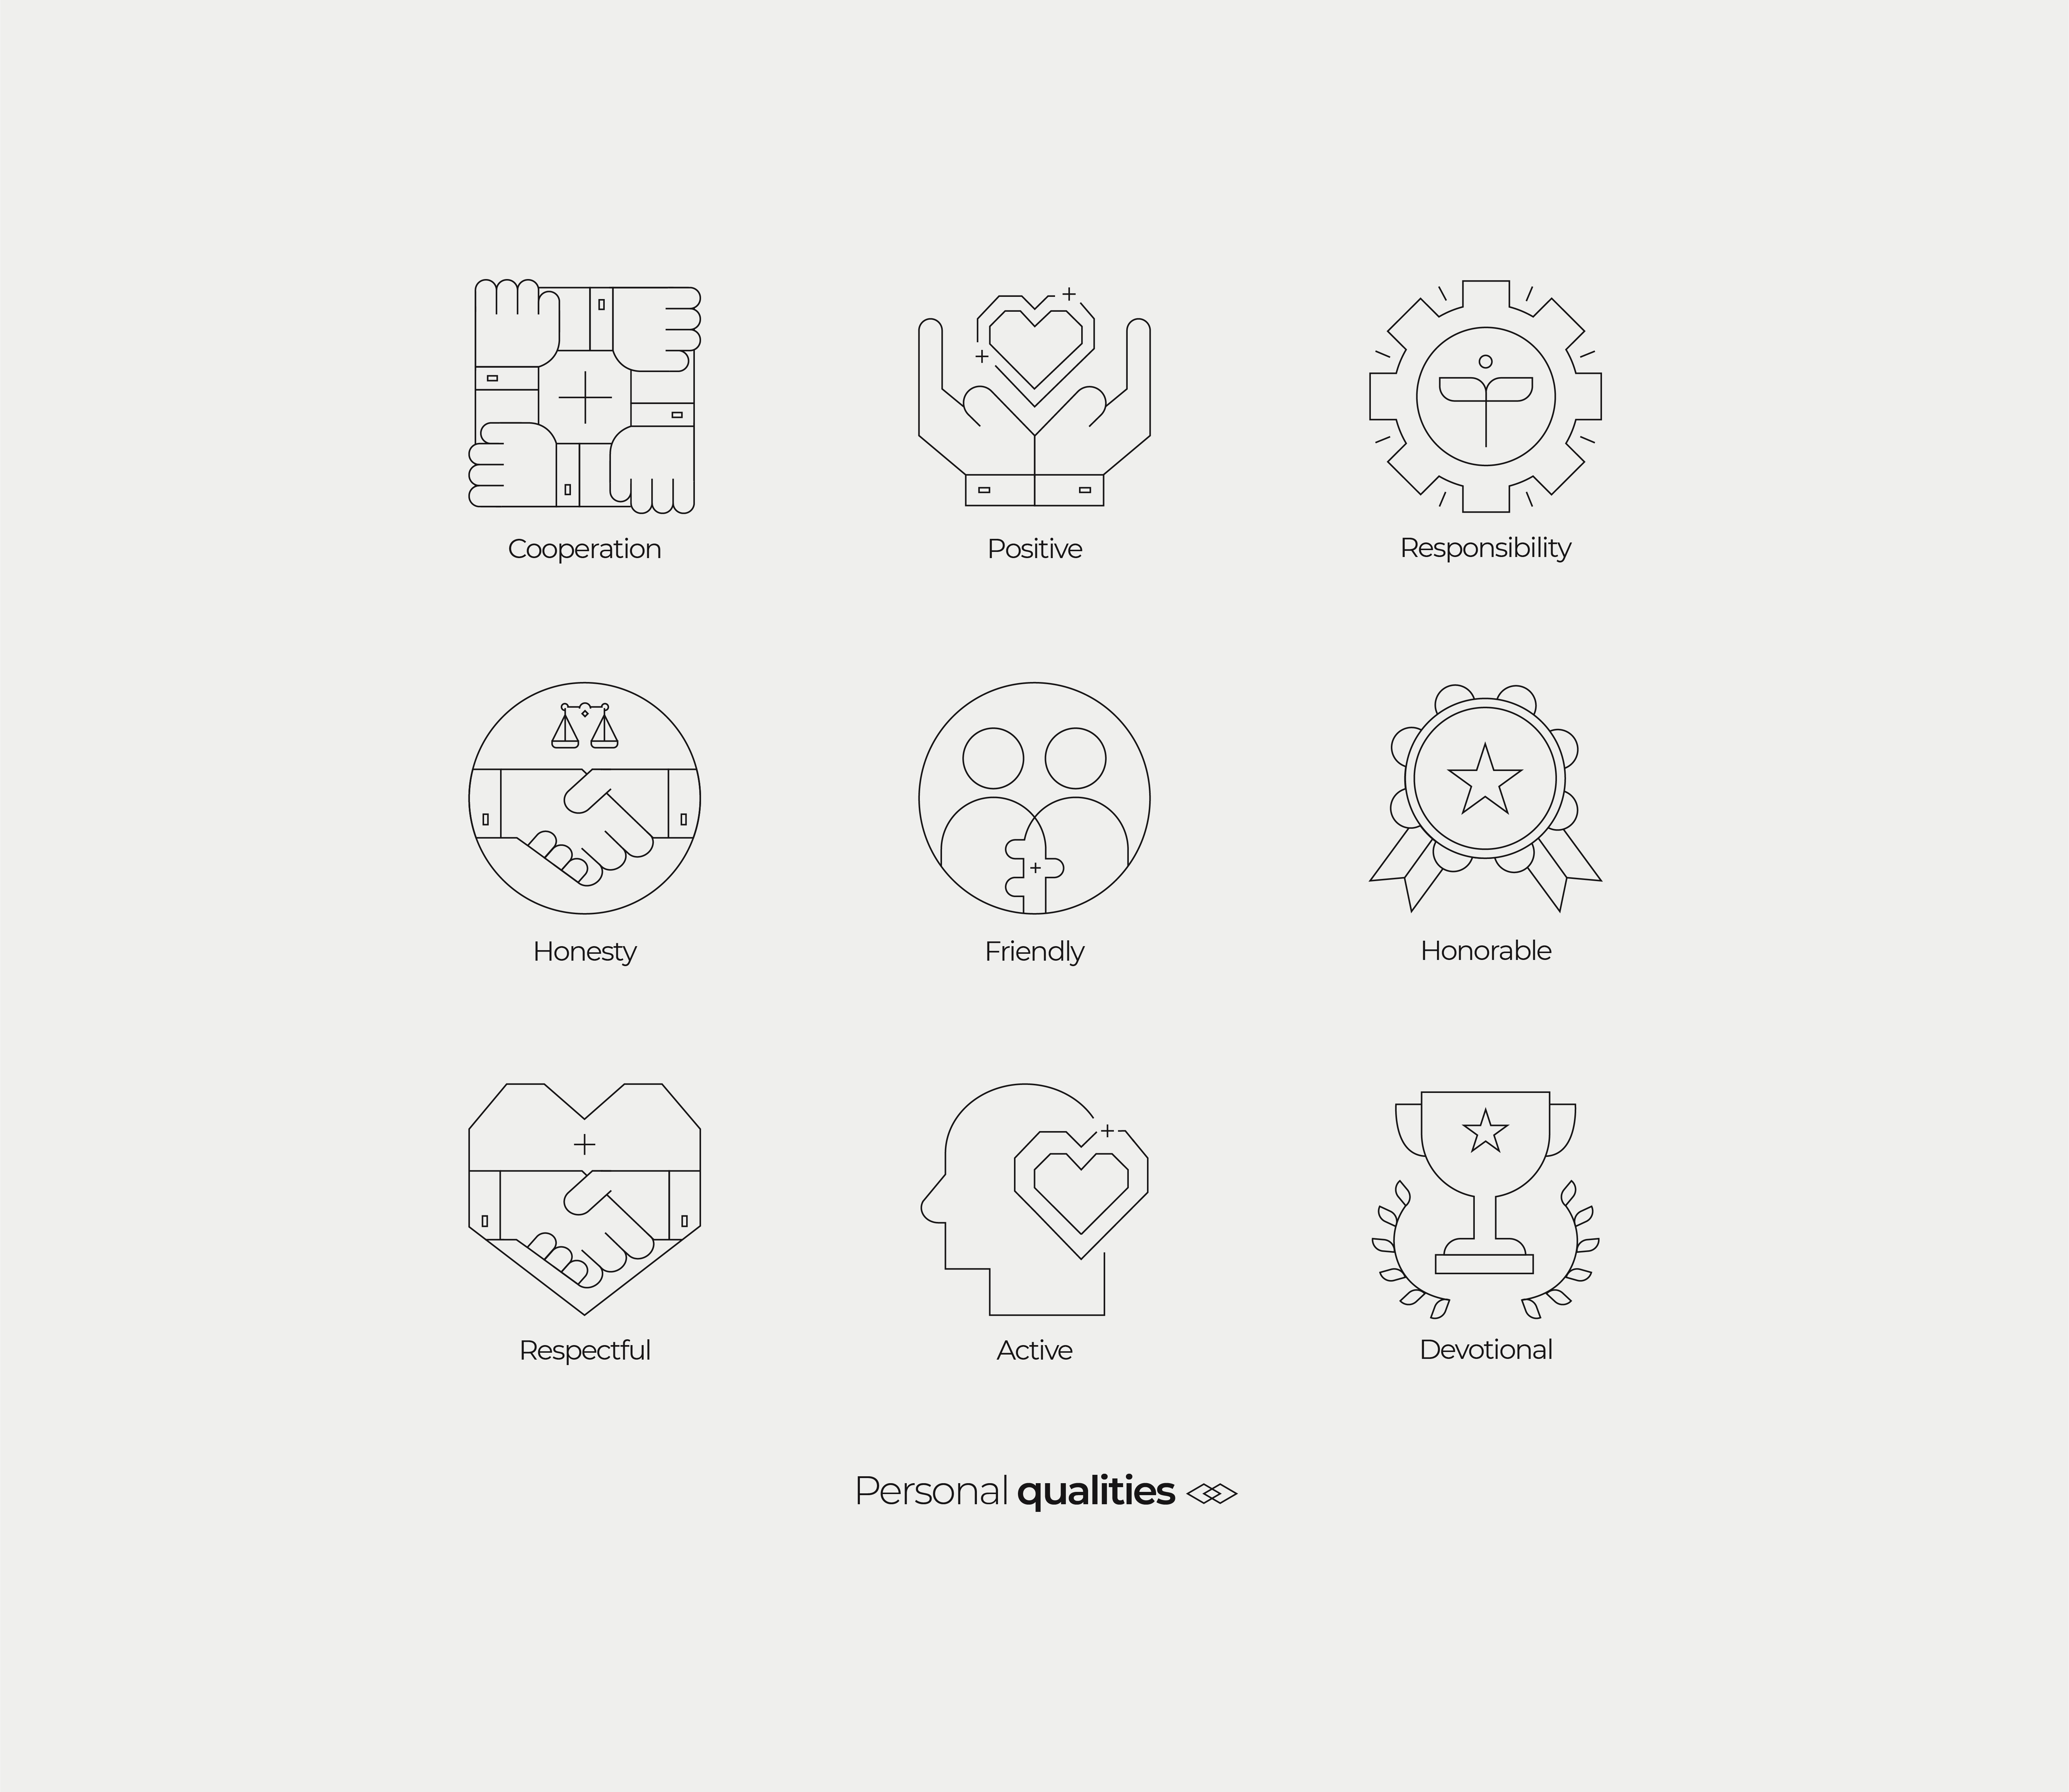 Cooperation
Positive
Responsibility
Honesty
Friendly
Honorable
Respectful
Active
Devotional
Personal qualities